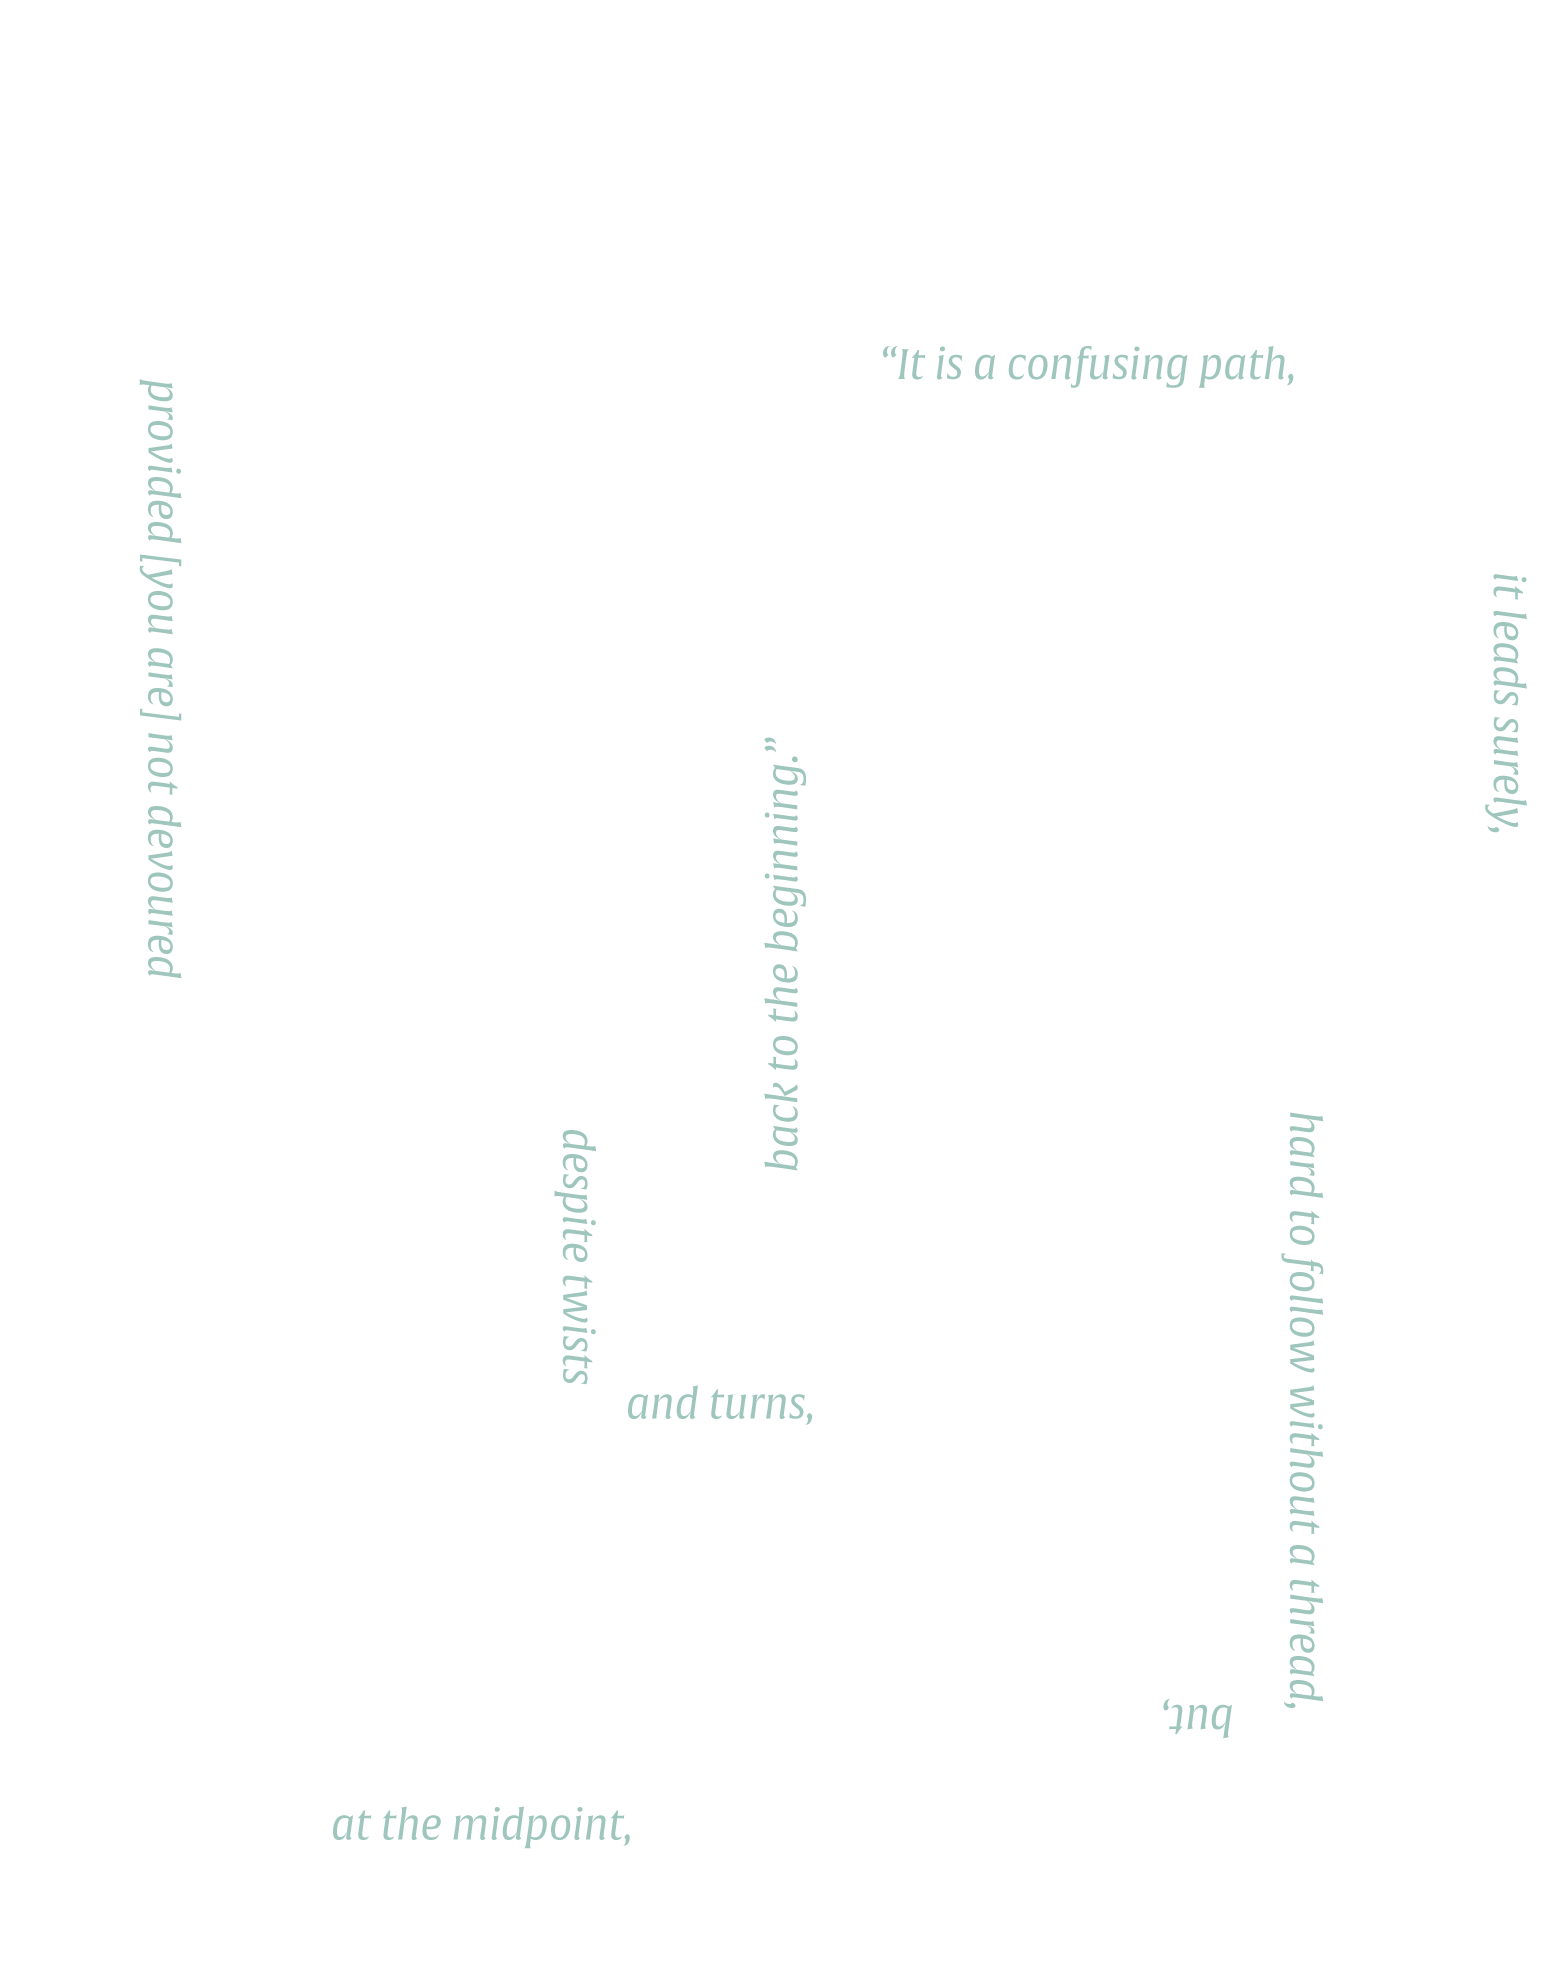 “It is a confusing path,
hard to follow without a thread,
but,
provided [you are] not devoured
at the midpoint,
it leads surely,
despite twists
and turns,
back to the beginning.“